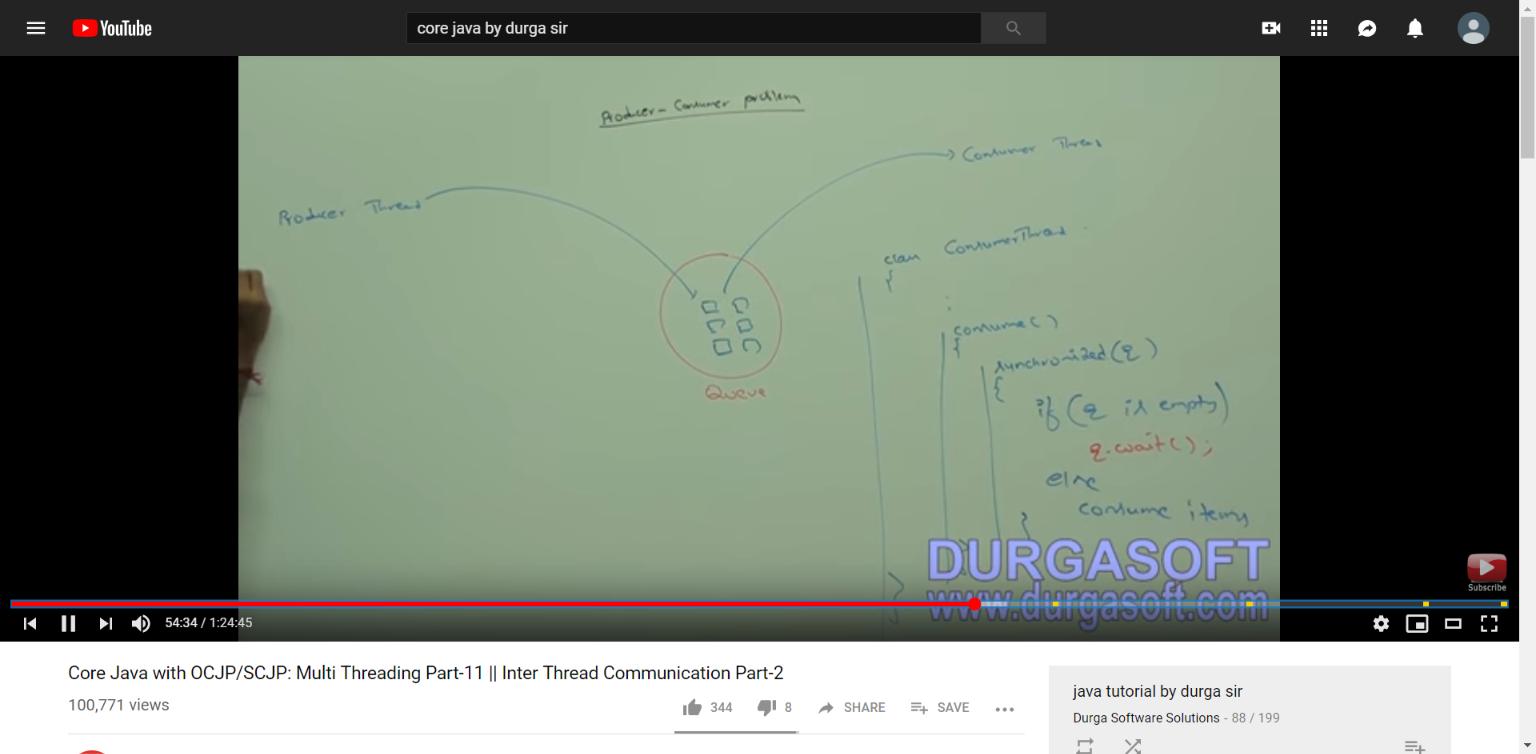 YouTube
core java by durga sir
Producer - Consumer problem
Consumer Thread
Producer Thread
class ConsumerThread
{
consume()
{
synchronized(q)
{
if (q is empty)
q.wait();
Queue
else
consume items
}
}
}
DURGASOFT
www.durgasoft.com
Subscribe
54:34 / 1:24:45
Core Java with OCJP/SCJP: Multi Threading Part-11 || Inter Thread Communication Part-2
100,771 views
344 8 SHARE SAVE
java tutorial by durga sir
Durga Software Solutions - 88 / 199